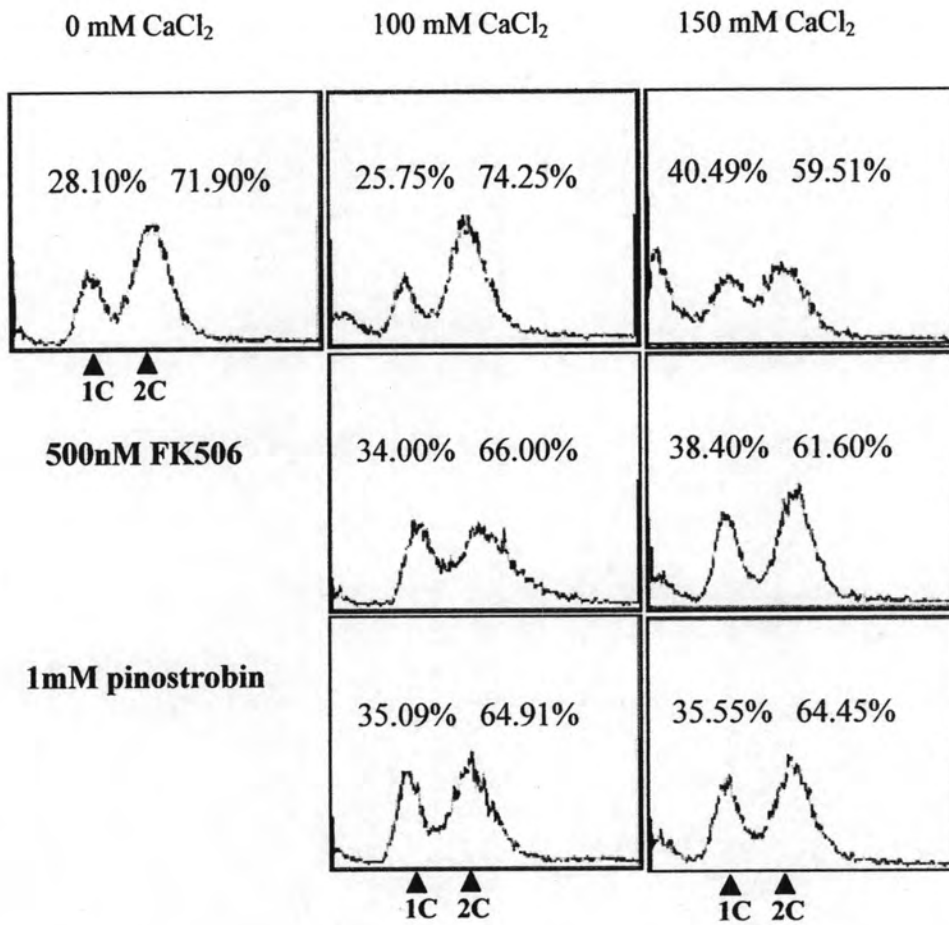 0 mM CaCl₂ 100 mM CaCl₂ 150 mM CaCl₂
28.10% 71.90% 25.75% 74.25% 40.49% 59.51%
1C 2C
500nM FK506 34.00% 66.00% 38.40% 61.60%
1mM pinostrobin 35.09% 64.91% 35.55% 64.45%
1C 2C 1C 2C